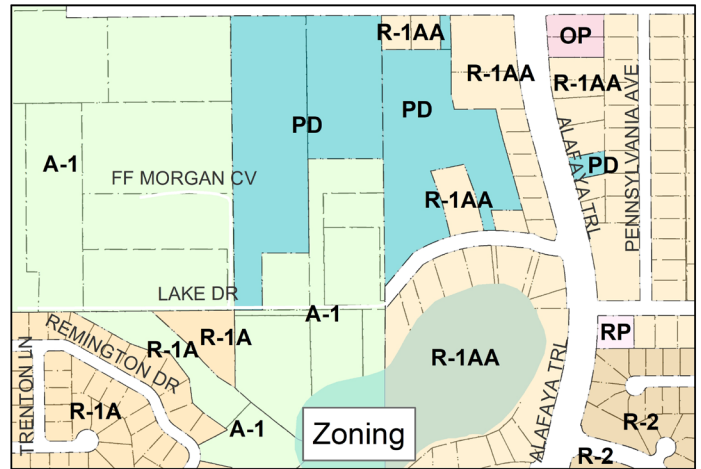 R-1AA
OP
R-1AA
R-1AA
PD
PD
ALAFAYA TRL
PENNSYLVANIA AVE
A-1
FF MORGAN CV
PD
R-1AA
LAKE DR
A-1
REMINGTON DR
R-1A
R-1A
RP
TRENTON LN
R-1AA
ALAFAYA TRL
R-1A
A-1
Zoning
R-2
R-2